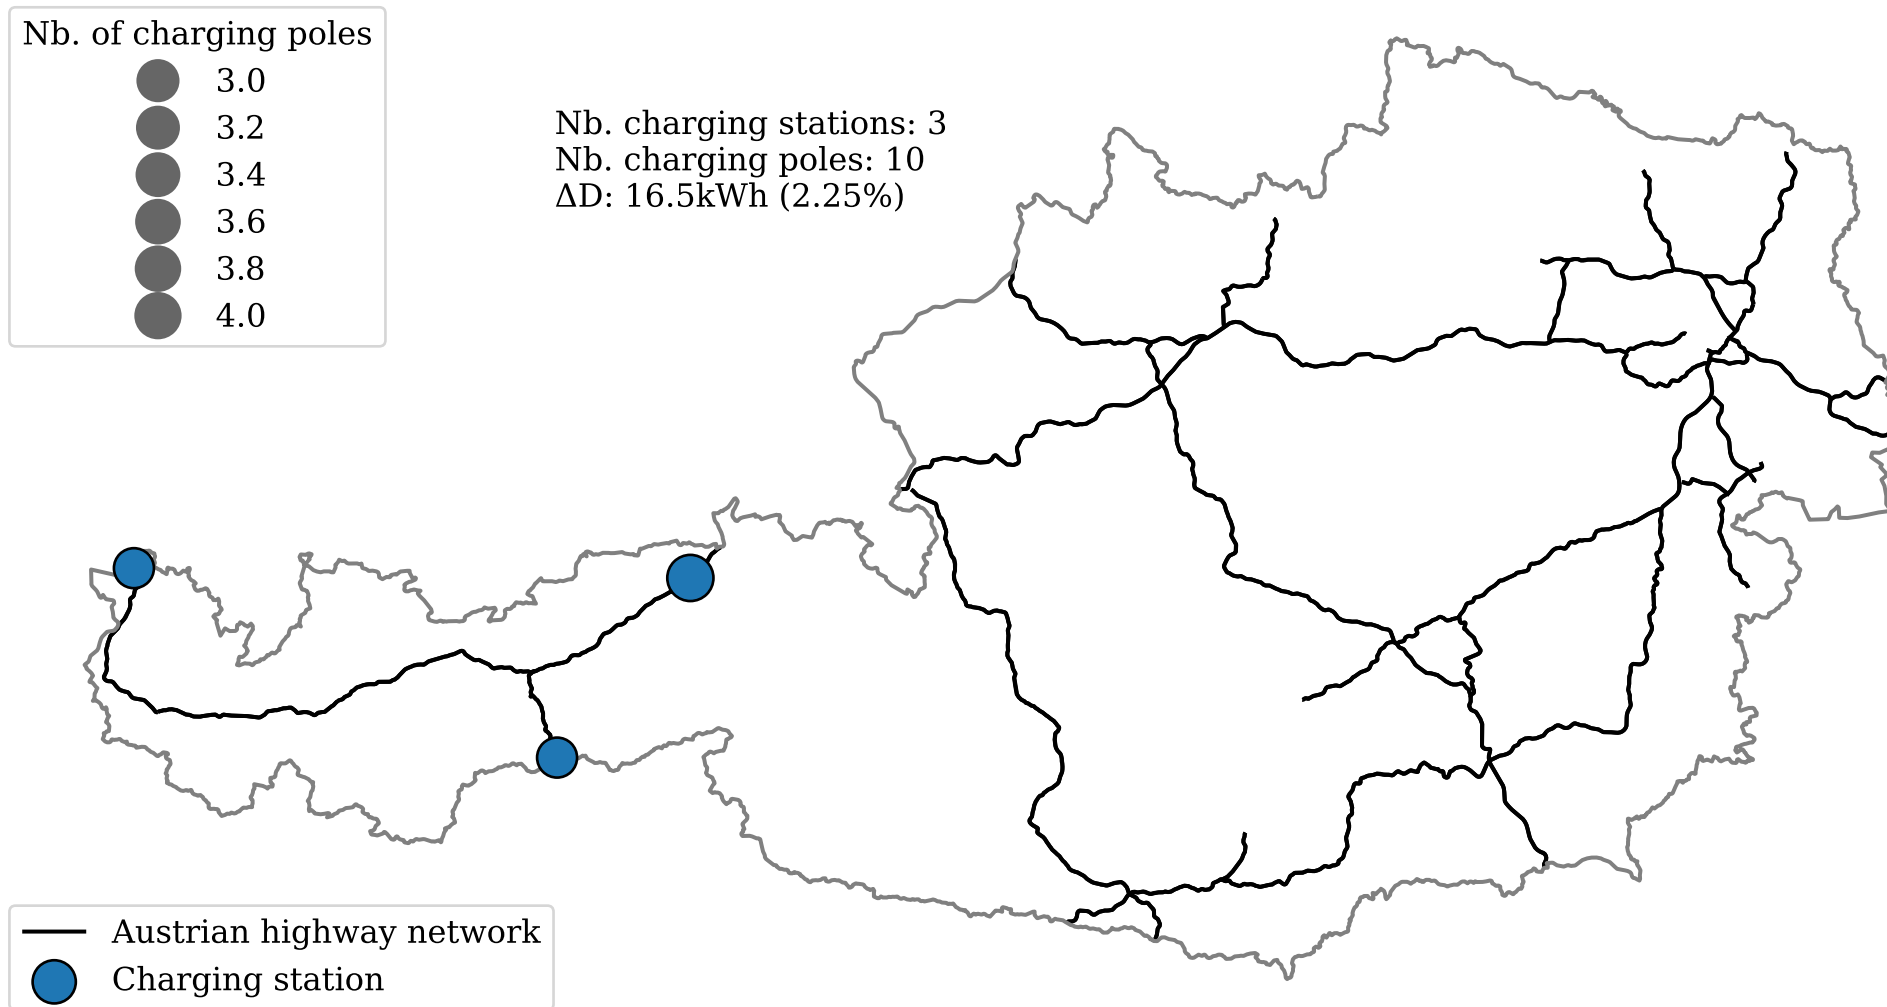 Nb. of charging poles
3.0
3.2
3.4
3.6
3.8
4.0
Nb. charging stations: 3
Nb. charging poles: 10
ΔD: 16.5kWh (2.25%)
Austrian highway network
Charging station